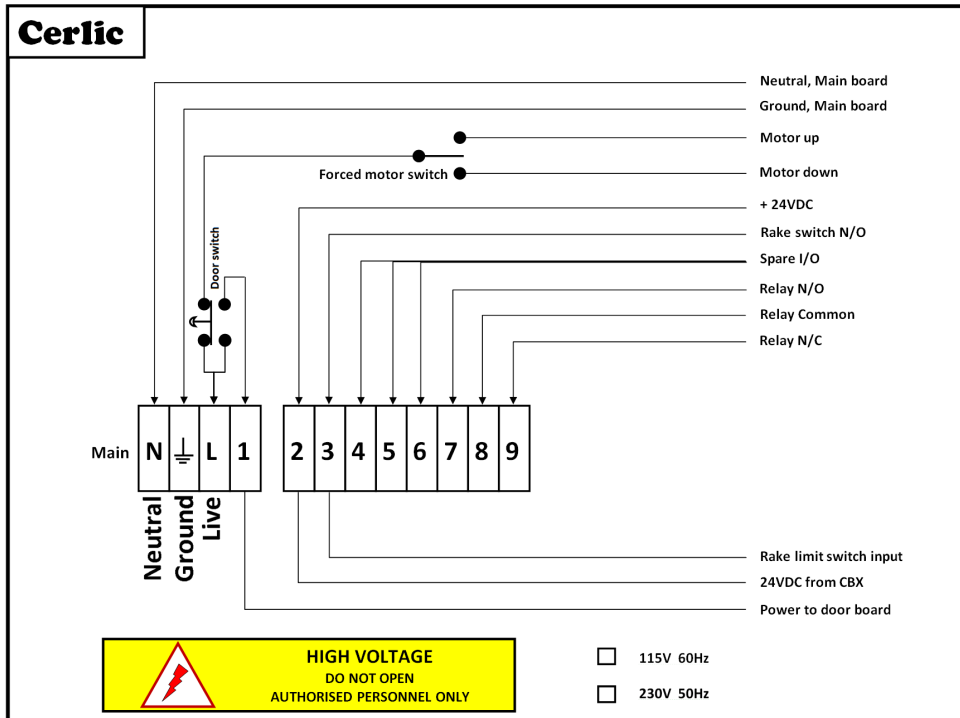 Cerlic
Neutral, Main board
Ground, Main board
Motor up
Forced motor switch
Motor down
+ 24VDC
Door switch
Rake switch N/O
Spare I/O
Relay N/O
Relay Common
Relay N/C
Main
N
L
1
2
3
4
5
6
7
8
9
Neutral
Ground
Live
Rake limit switch input
24VDC from CBX
Power to door board
HIGH VOLTAGE
DO NOT OPEN
AUTHORISED PERSONNEL ONLY
115V 60Hz
230V 50Hz